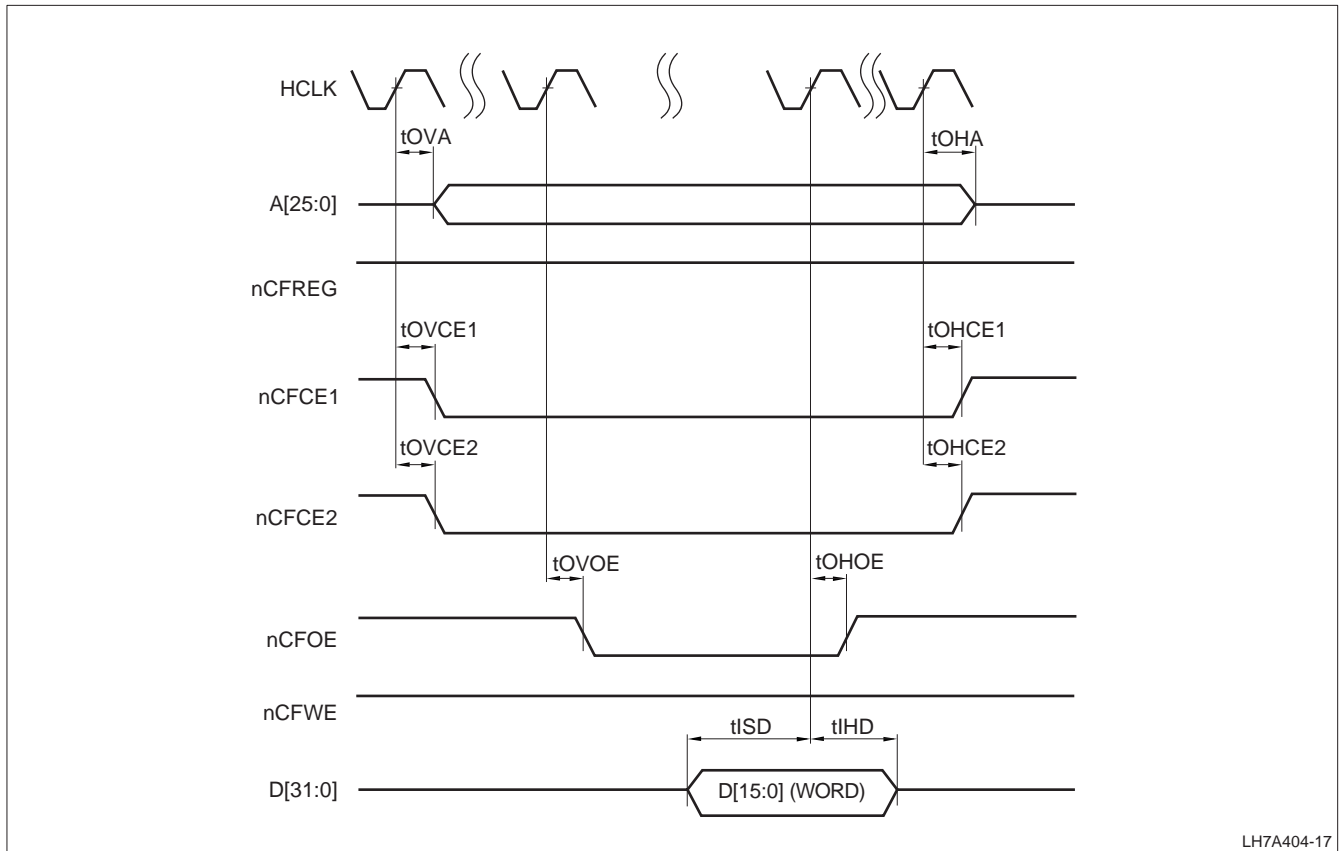 HCLK
tOVA
tOHA
A[25:0]
nCFREG
tOVCE1
tOHCE1
nCFCE1
tOVCE2
tOHCE2
nCFCE2
tOVOE
tOHOE
nCFOE
nCFWE
tISD
tIHD
D[31:0]
D[15:0] (WORD)
LH7A404-17